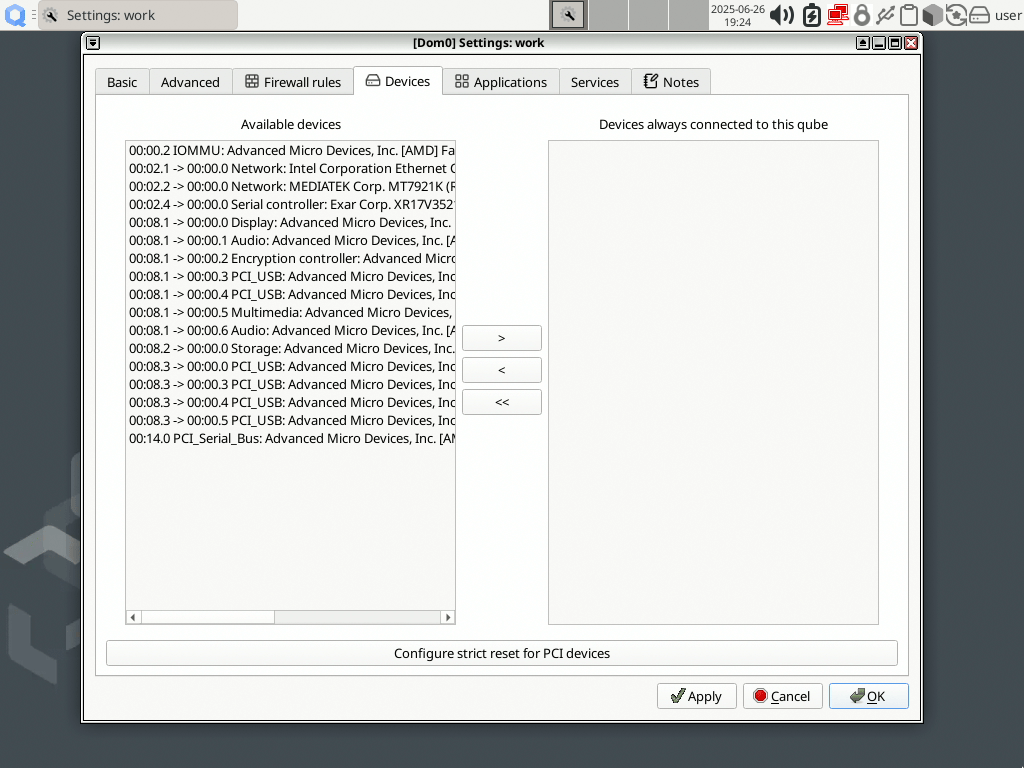 Settings: work
2025-06-26
19:24
user
[Dom0] Settings: work
Basic
Advanced
Firewall rules
Devices
Applications
Services
Notes
Available devices
Devices always connected to this qube
00:00.2 IOMMU: Advanced Micro Devices, Inc. [AMD] Fa
00:02.1 -> 00:00.0 Network: Intel Corporation Ethernet C
00:02.2 -> 00:00.0 Network: MEDIATEK Corp. MT7921K (R
00:02.4 -> 00:00.0 Serial controller: Exar Corp. XR17V352
00:08.1 -> 00:00.0 Display: Advanced Micro Devices, Inc.
00:08.1 -> 00:00.1 Audio: Advanced Micro Devices, Inc. [A
00:08.1 -> 00:00.2 Encryption controller: Advanced Micro
00:08.1 -> 00:00.3 PCI_USB: Advanced Micro Devices, Inc
00:08.1 -> 00:00.4 PCI_USB: Advanced Micro Devices, Inc
00:08.1 -> 00:00.5 Multimedia: Advanced Micro Devices,
00:08.1 -> 00:00.6 Audio: Advanced Micro Devices, Inc. [A
00:08.2 -> 00:00.0 Storage: Advanced Micro Devices, Inc.
00:08.3 -> 00:00.0 PCI_USB: Advanced Micro Devices, Inc
00:08.3 -> 00:00.3 PCI_USB: Advanced Micro Devices, Inc
00:08.3 -> 00:00.4 PCI_USB: Advanced Micro Devices, Inc
00:08.3 -> 00:00.5 PCI_USB: Advanced Micro Devices, Inc
00:14.0 PCI_Serial_Bus: Advanced Micro Devices, Inc. [AM
>
<
<<
Configure strict reset for PCI devices
Apply
Cancel
OK